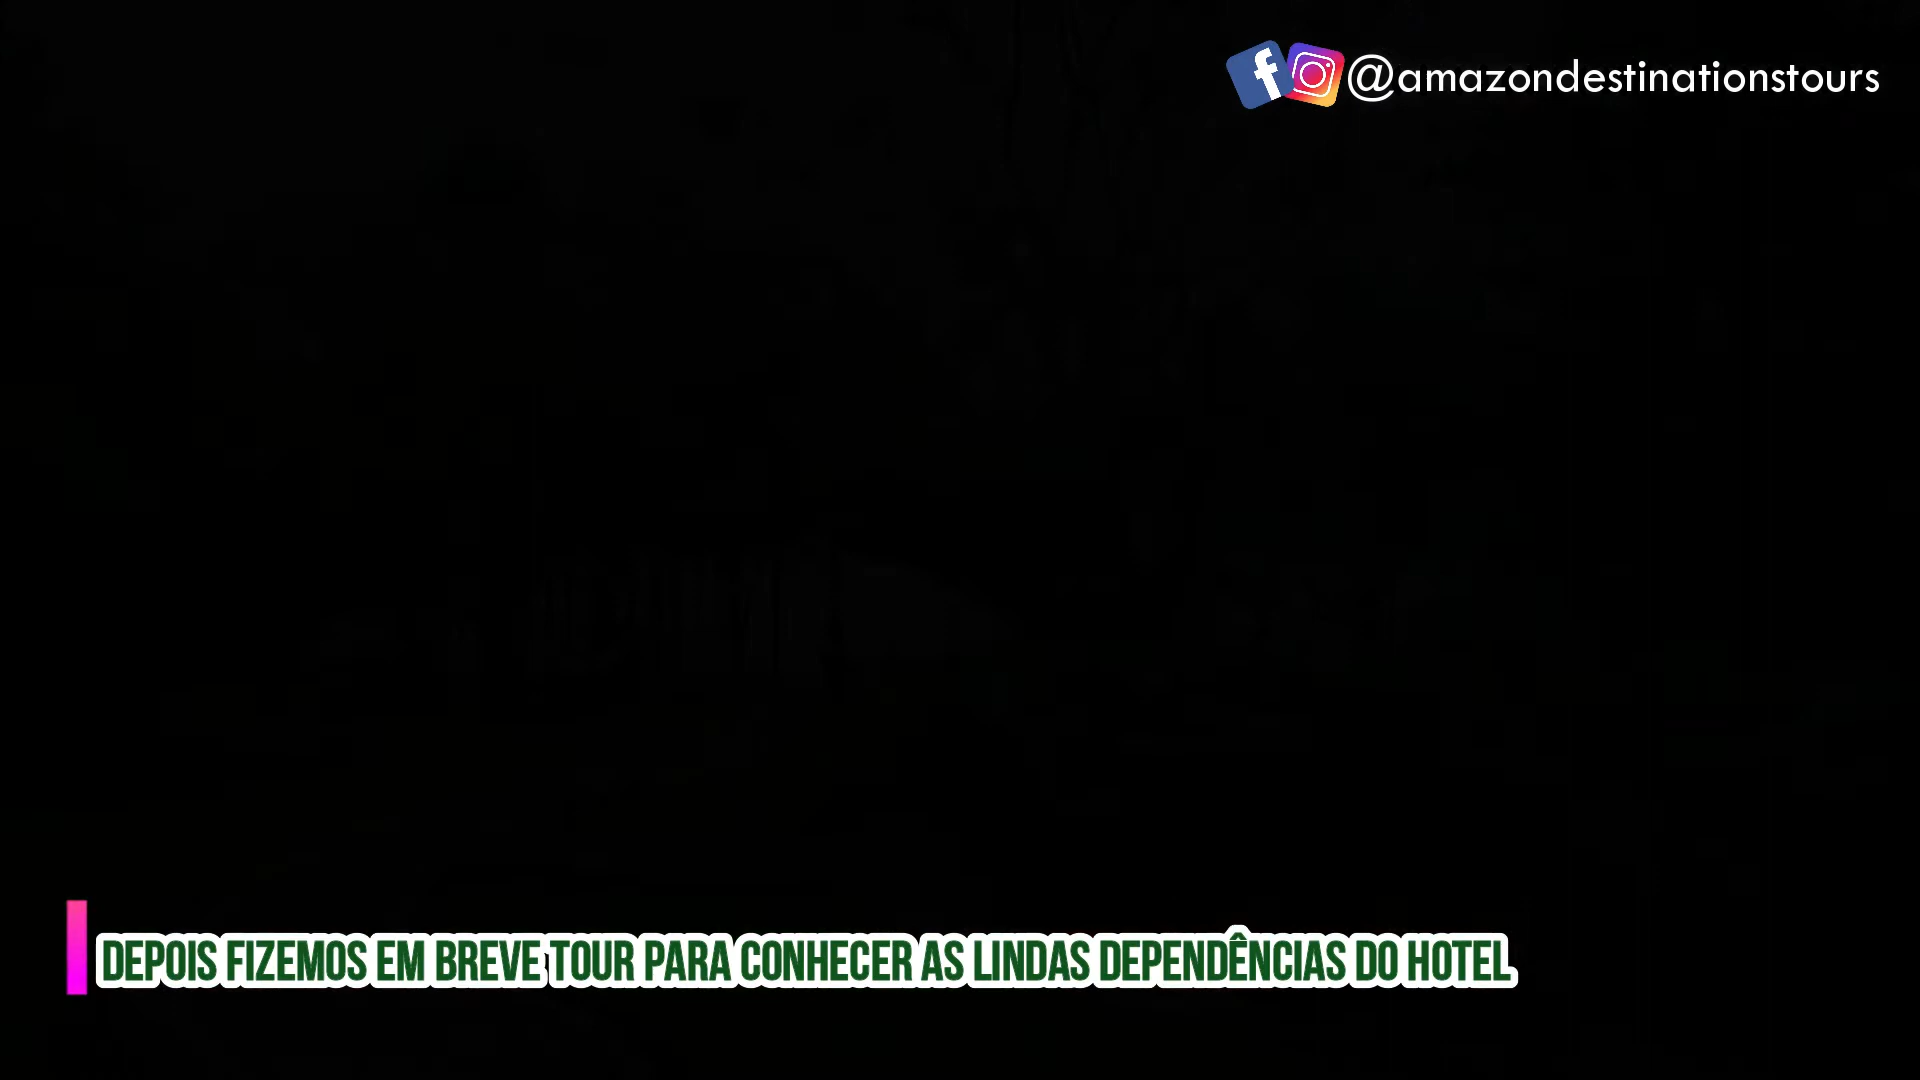 @amazondestinationstours
DEPOIS FIZEMOS EM BREVE TOUR PARA CONHECER AS LINDAS DEPENDÊNCIAS DO HOTEL